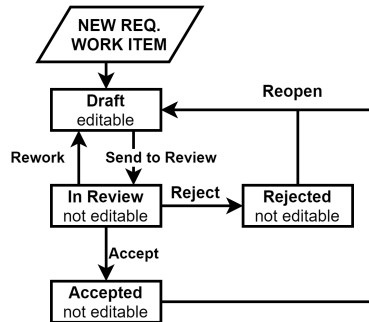 NEW REQ.
WORK ITEM
Reopen
Draft
editable
Rework
Send to Review
In Review
not editable
Reject
Rejected
not editable
Accept
Accepted
not editable